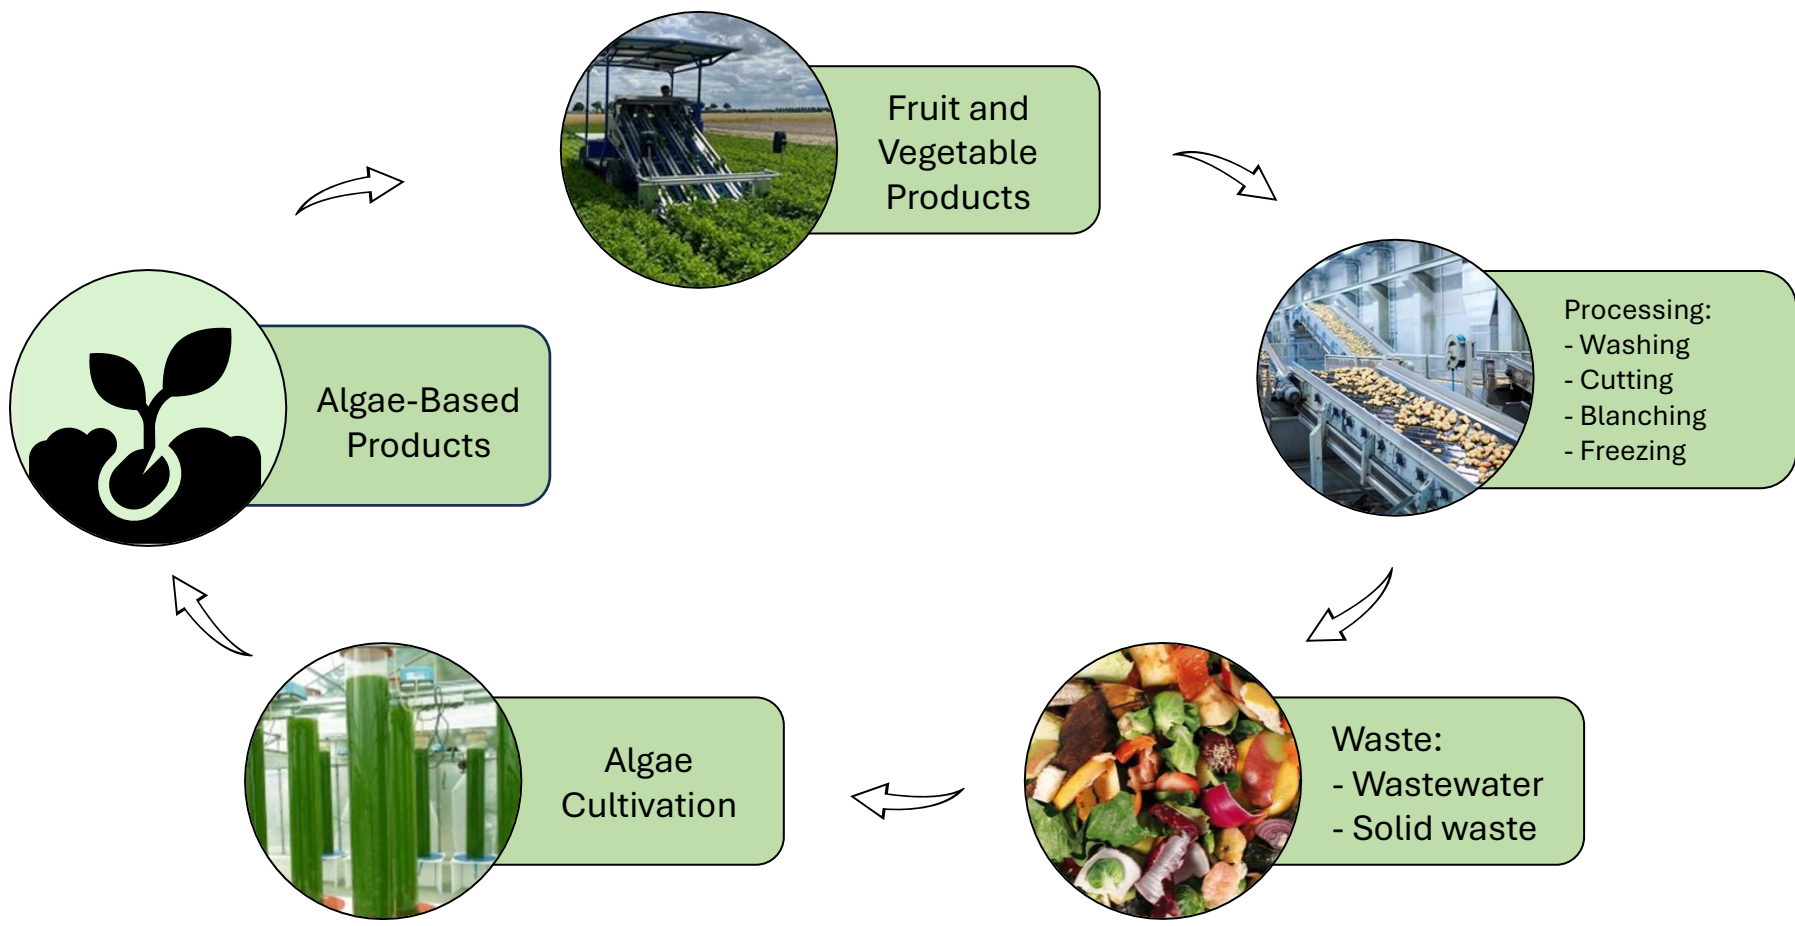 Fruit and
Vegetable
Products
Processing:
- Washing
- Cutting
- Blanching
- Freezing
Waste:
- Wastewater
- Solid waste
Algae
Cultivation
Algae-Based
Products